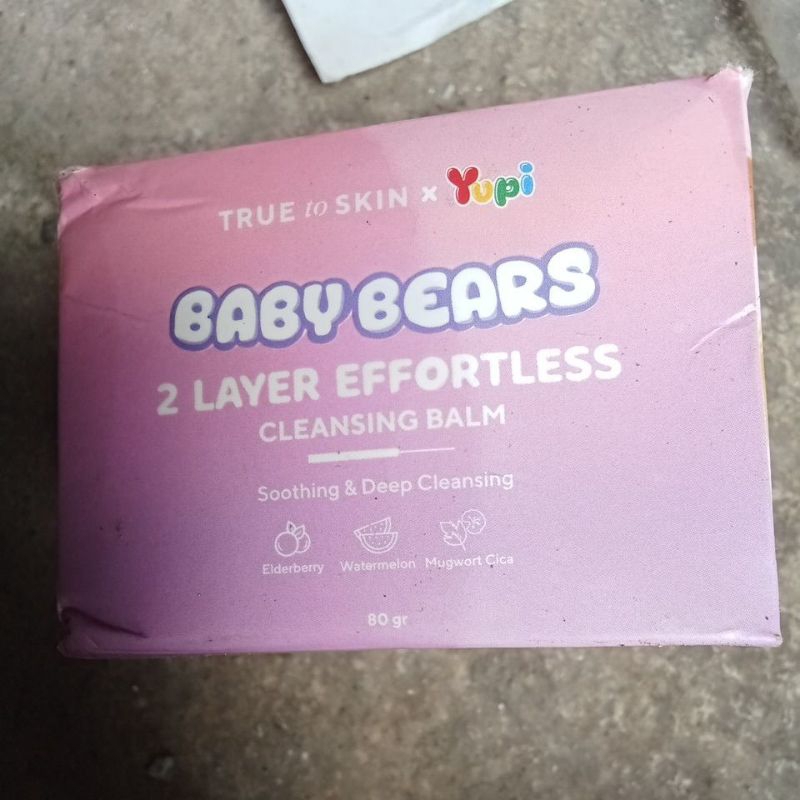 TRUE to SKIN x Yupi
BABY BEARS
2 LAYER EFFORTLESS
CLEANSING BALM
Soothing & Deep Cleansing
Elderberry Watermelon Mugwort Cica
80 gr